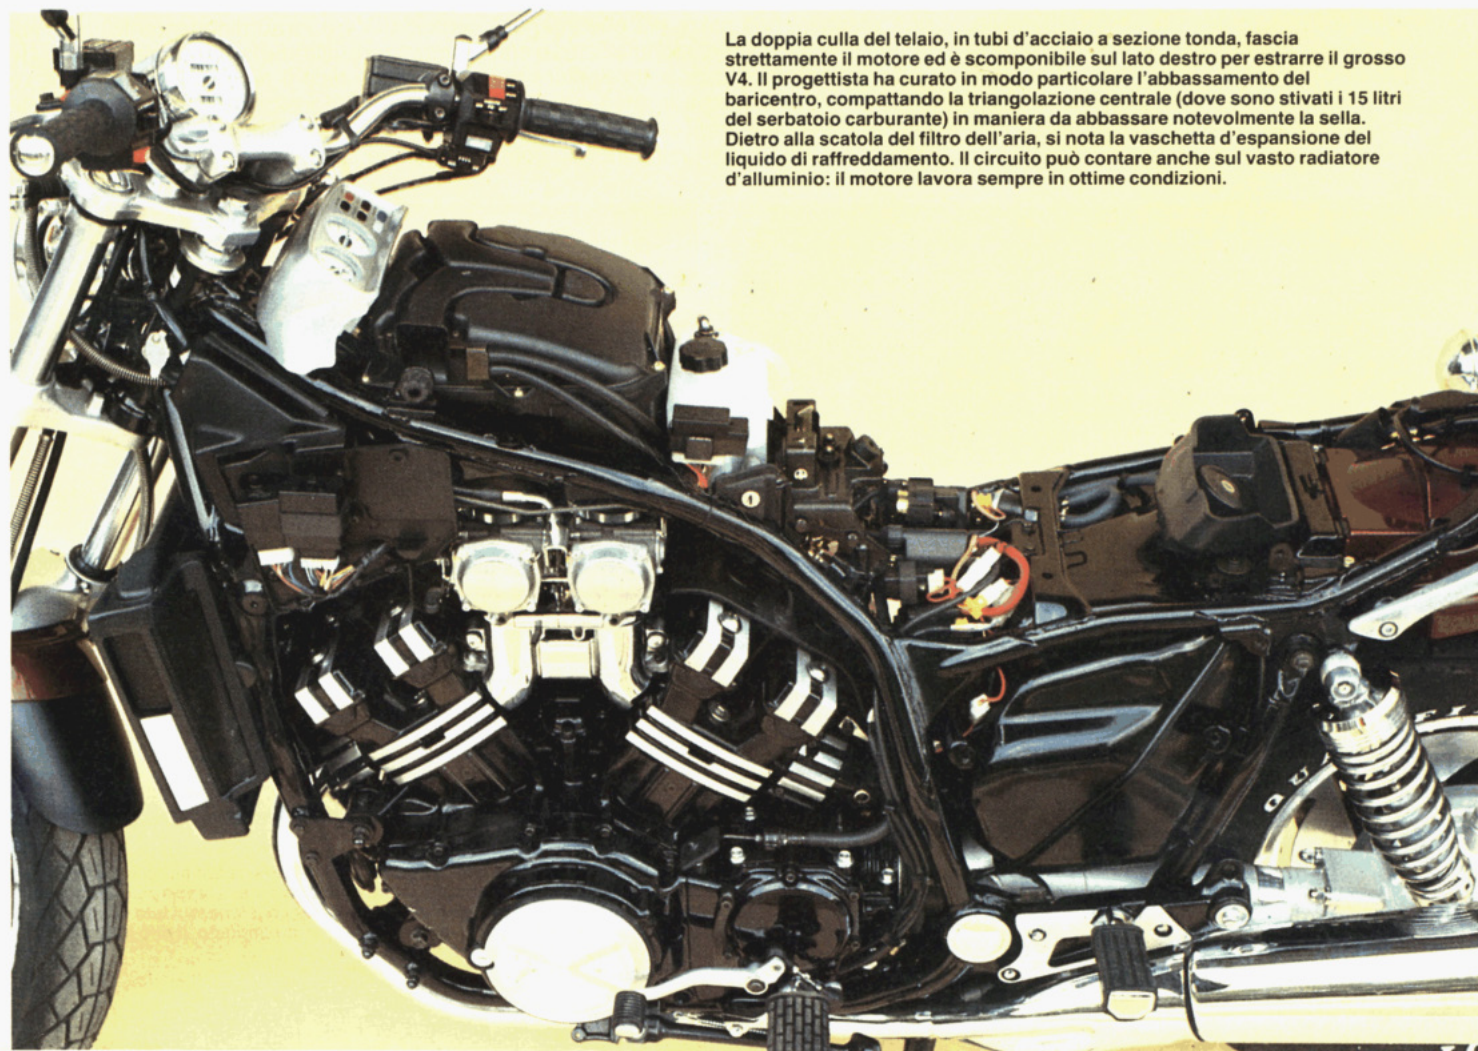 La doppia culla del telaio, in tubi d'acciaio a sezione tonda, fascia
strettamente il motore ed è scomponibile sul lato destro per estrarre il grosso
V4. Il progettista ha curato in modo particolare l'abbassamento del
baricentro, compattando la triangolazione centrale (dove sono stivati i 15 litri
del serbatoio carburante) in maniera da abbassare notevolmente la sella.
Dietro alla scatola del filtro dell'aria, si nota la vaschetta d'espansione del
liquido di raffreddamento. Il circuito può contare anche sul vasto radiatore
d'alluminio: il motore lavora sempre in ottime condizioni.